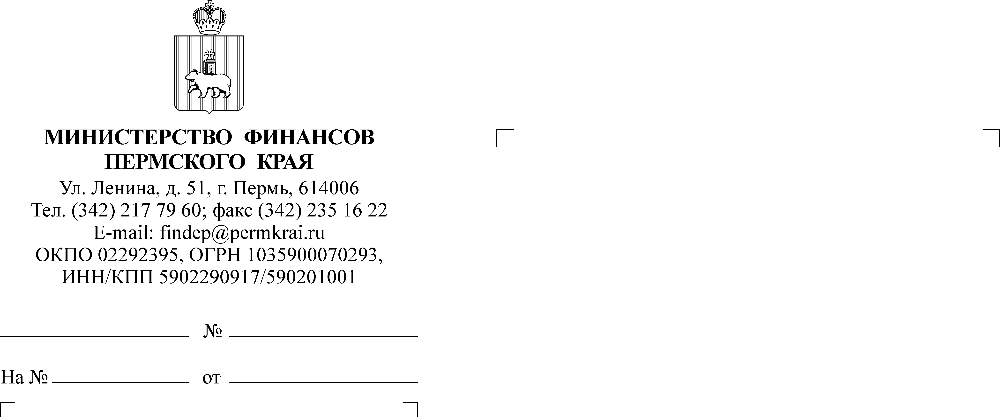 МИНИСТЕРСТВО ФИНАНСОВ
ПЕРМСКОГО КРАЯ
Ул. Ленина, д. 51, г. Пермь, 614006
Тел. (342) 217 79 60; факс (342) 235 16 22
E-mail: findep@permkrai.ru
ОКПО 02292395, ОГРН 1035900070293,
ИНН/КПП 5902290917/590201001
№
На № от